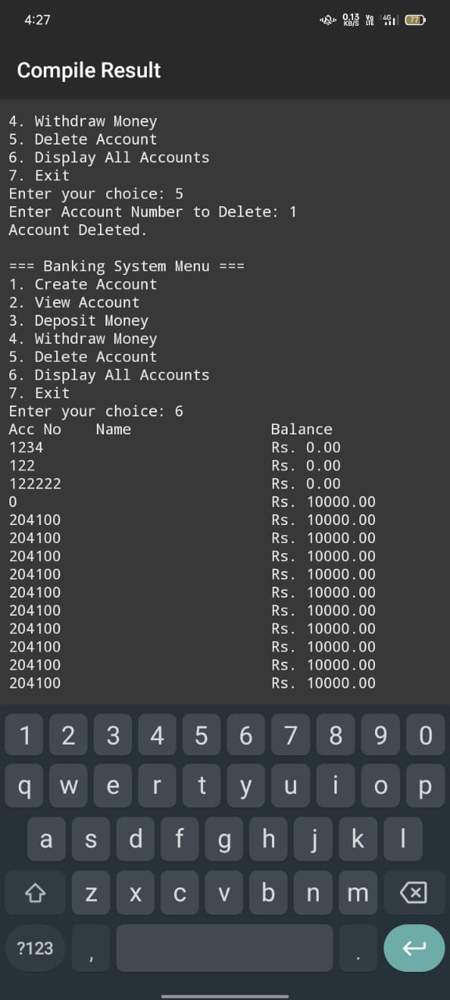 4:27
0.13 KB/S Vo LTE 4G 77
Compile Result
4. Withdraw Money
5. Delete Account
6. Display All Accounts
7. Exit
Enter your choice: 5
Enter Account Number to Delete: 1
Account Deleted.
=== Banking System Menu ===
1. Create Account
2. View Account
3. Deposit Money
4. Withdraw Money
5. Delete Account
6. Display All Accounts
7. Exit
Enter your choice: 6
Acc No Name Balance
1234 Rs. 0.00
122 Rs. 0.00
122222 Rs. 0.00
0 Rs. 10000.00
204100 Rs. 10000.00
204100 Rs. 10000.00
204100 Rs. 10000.00
204100 Rs. 10000.00
204100 Rs. 10000.00
204100 Rs. 10000.00
204100 Rs. 10000.00
204100 Rs. 10000.00
204100 Rs. 10000.00
204100 Rs. 10000.00
1 2 3 4 5 6 7 8 9 0
q w e r t y u i o p
a s d f g h j k l
z x c v b n m
?123 , .